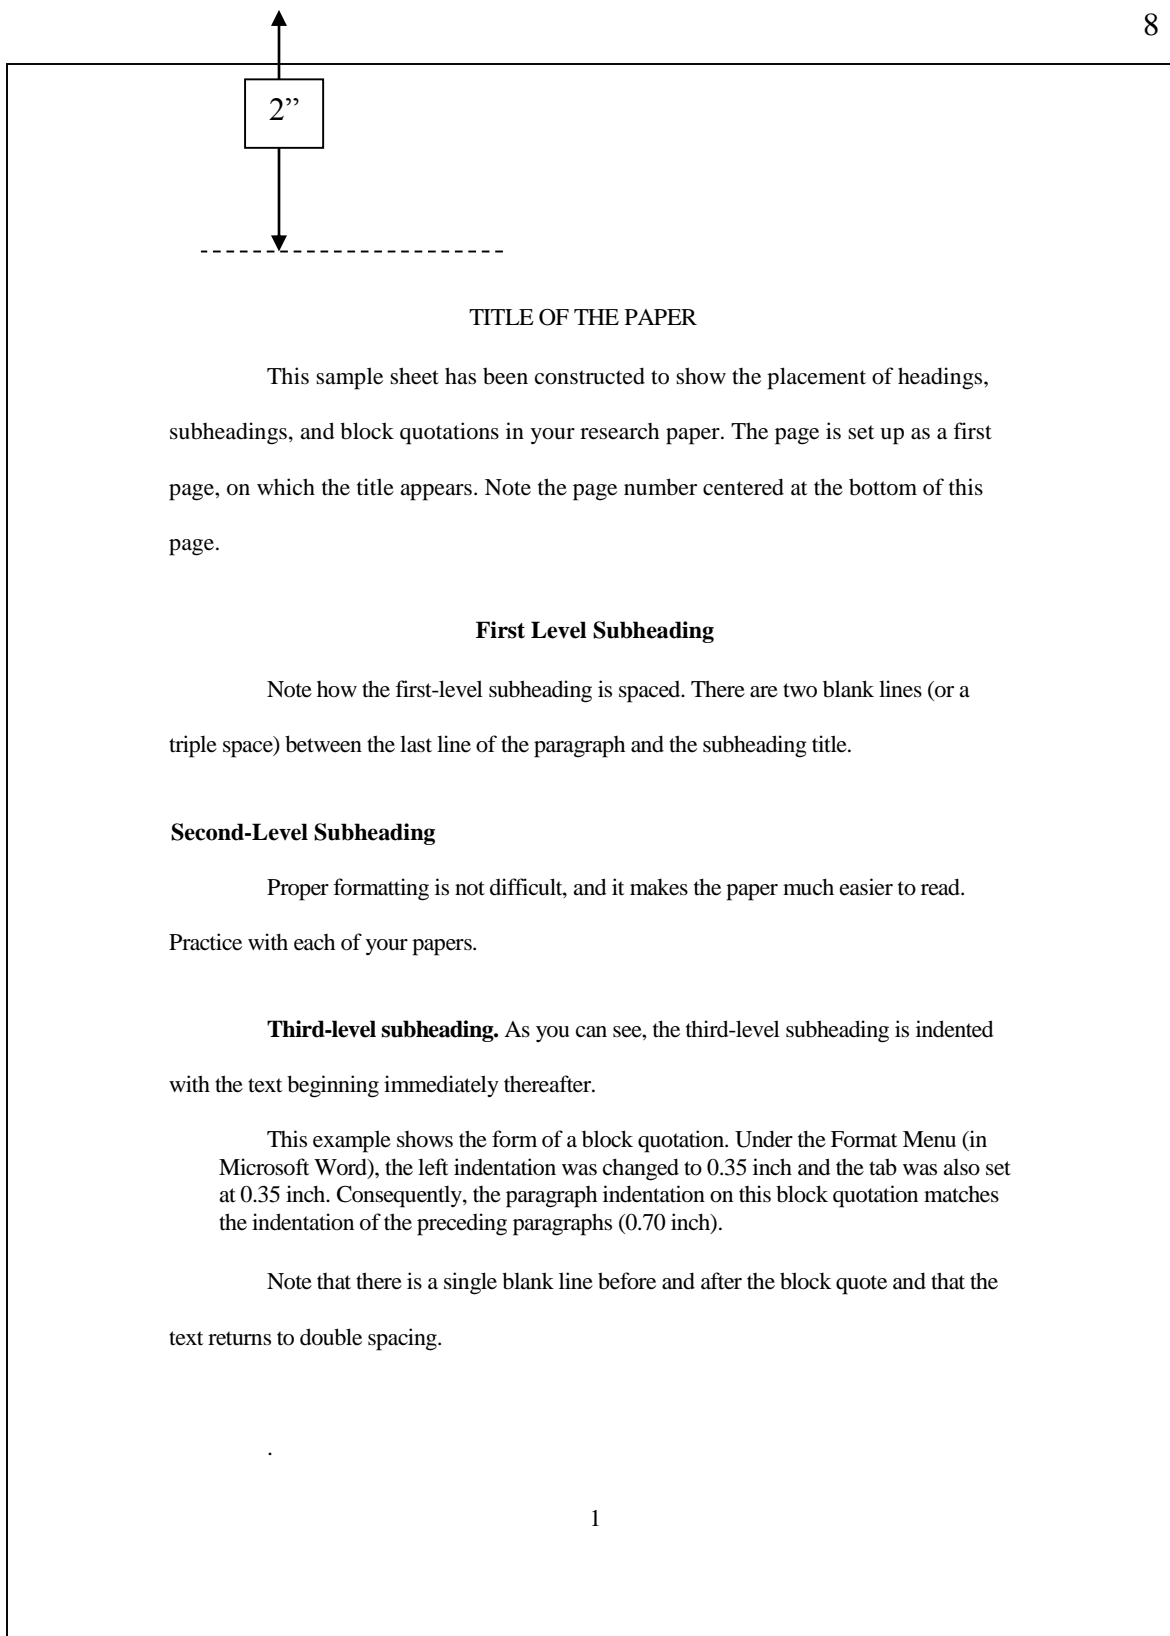 8
2”
TITLE OF THE PAPER
This sample sheet has been constructed to show the placement of headings,
subheadings, and block quotations in your research paper. The page is set up as a first
page, on which the title appears. Note the page number centered at the bottom of this
page.
First Level Subheading
Note how the first-level subheading is spaced. There are two blank lines (or a
triple space) between the last line of the paragraph and the subheading title.
Second-Level Subheading
Proper formatting is not difficult, and it makes the paper much easier to read.
Practice with each of your papers.
Third-level subheading. As you can see, the third-level subheading is indented
with the text beginning immediately thereafter.
This example shows the form of a block quotation. Under the Format Menu (in
Microsoft Word), the left indentation was changed to 0.35 inch and the tab was also set
at 0.35 inch. Consequently, the paragraph indentation on this block quotation matches
the indentation of the preceding paragraphs (0.70 inch).
Note that there is a single blank line before and after the block quote and that the
text returns to double spacing.
.
1